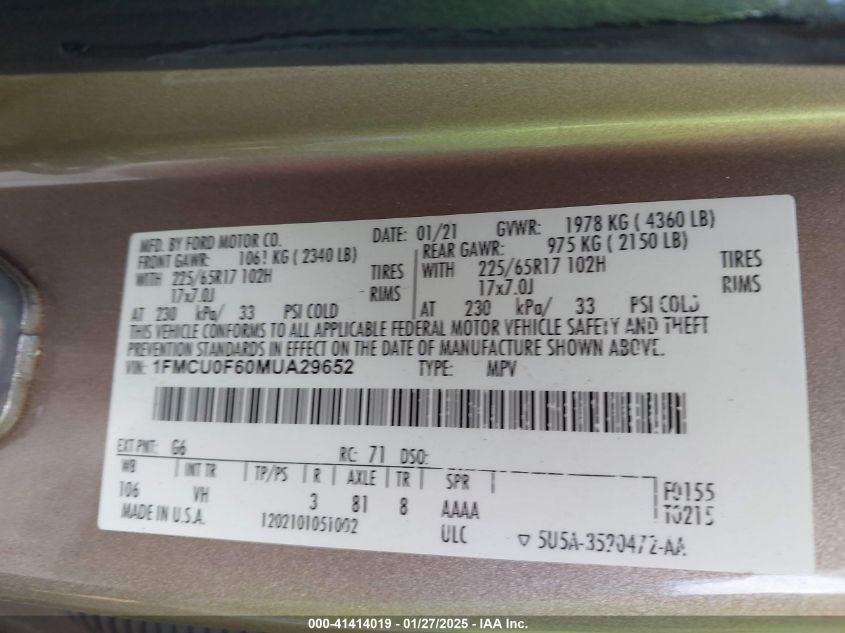 MFD. BY FORD MOTOR CO. DATE: 01/21 GVWR: 1978 KG ( 4360 LB)
FRONT GAWR: 1061 KG ( 2340 LB) REAR GAWR: 975 KG ( 2150 LB)
WITH 225/65R17 102H TIRES WITH 225/65R17 102H TIRES
17x7.0J RIMS 17x7.0J RIMS
AT 230 kPa/ 33 PSI COLD AT 230 kPa/ 33 PSI COLD
THIS VEHICLE CONFORMS TO ALL APPLICABLE FEDERAL MOTOR VEHICLE SAFETY AND THEFT
PREVENTION STANDARDS IN EFFECT ON THE DATE OF MANUFACTURE SHOWN ABOVE.
VIN: 1FMCU0F60MUA29652 TYPE: MPV
EXT PNT: G6 RC: 71 DSO:
WB INT TR TP/PS R AXLE TR SPR
106 VH 3 81 8 AAAA F0155
MADE IN U.S.A. 1202101051002 ULC T0215
▽ 5U5A-3520472-AA
000-41414019 — 01/27/2025 — IAA Inc.